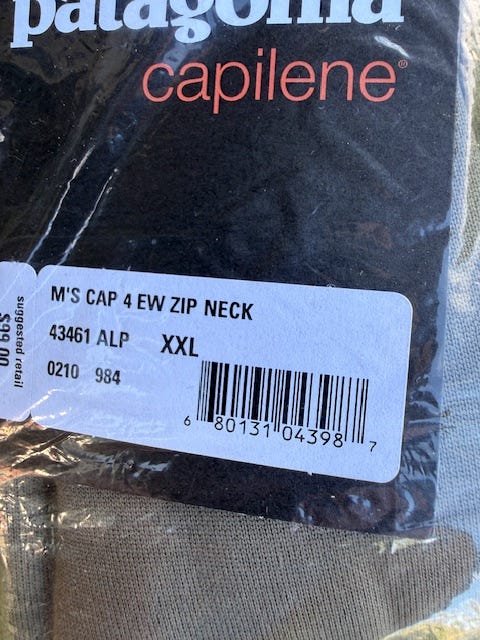 patagonia
capilene®
M'S CAP 4 EW ZIP NECK
43461 ALP XXL
0210 984
6 80131 04398 7
suggested retail
$99.00